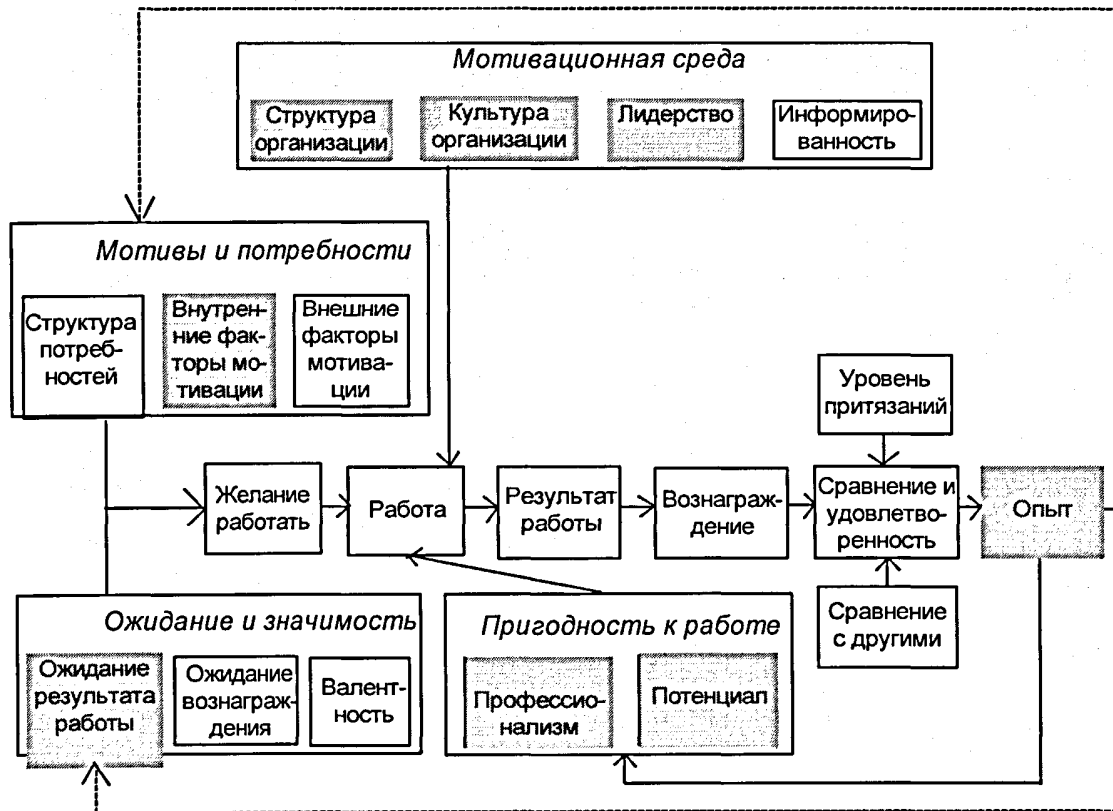 Мотивационная среда
Структура
организации
Культура
организации
Лидерство
Информиро-
ванность
Мотивы и потребности
Структура
потреб-
ностей
Внутрен-
ние фак-
торы мо-
тивации
Внешние
факторы
мотива-
ции
Уровень
притязаний
Желание
работать
Работа
Результат
работы
Вознаграж-
дение
Сравнение и
удовлетво-
ренность
Опыт
Ожидание и значимость
Ожидание
результата
работы
Ожидание
вознаграж-
дения
Валент-
ность
Пригодность к работе
Профессио-
нализм
Потенциал
Сравнение
с другими